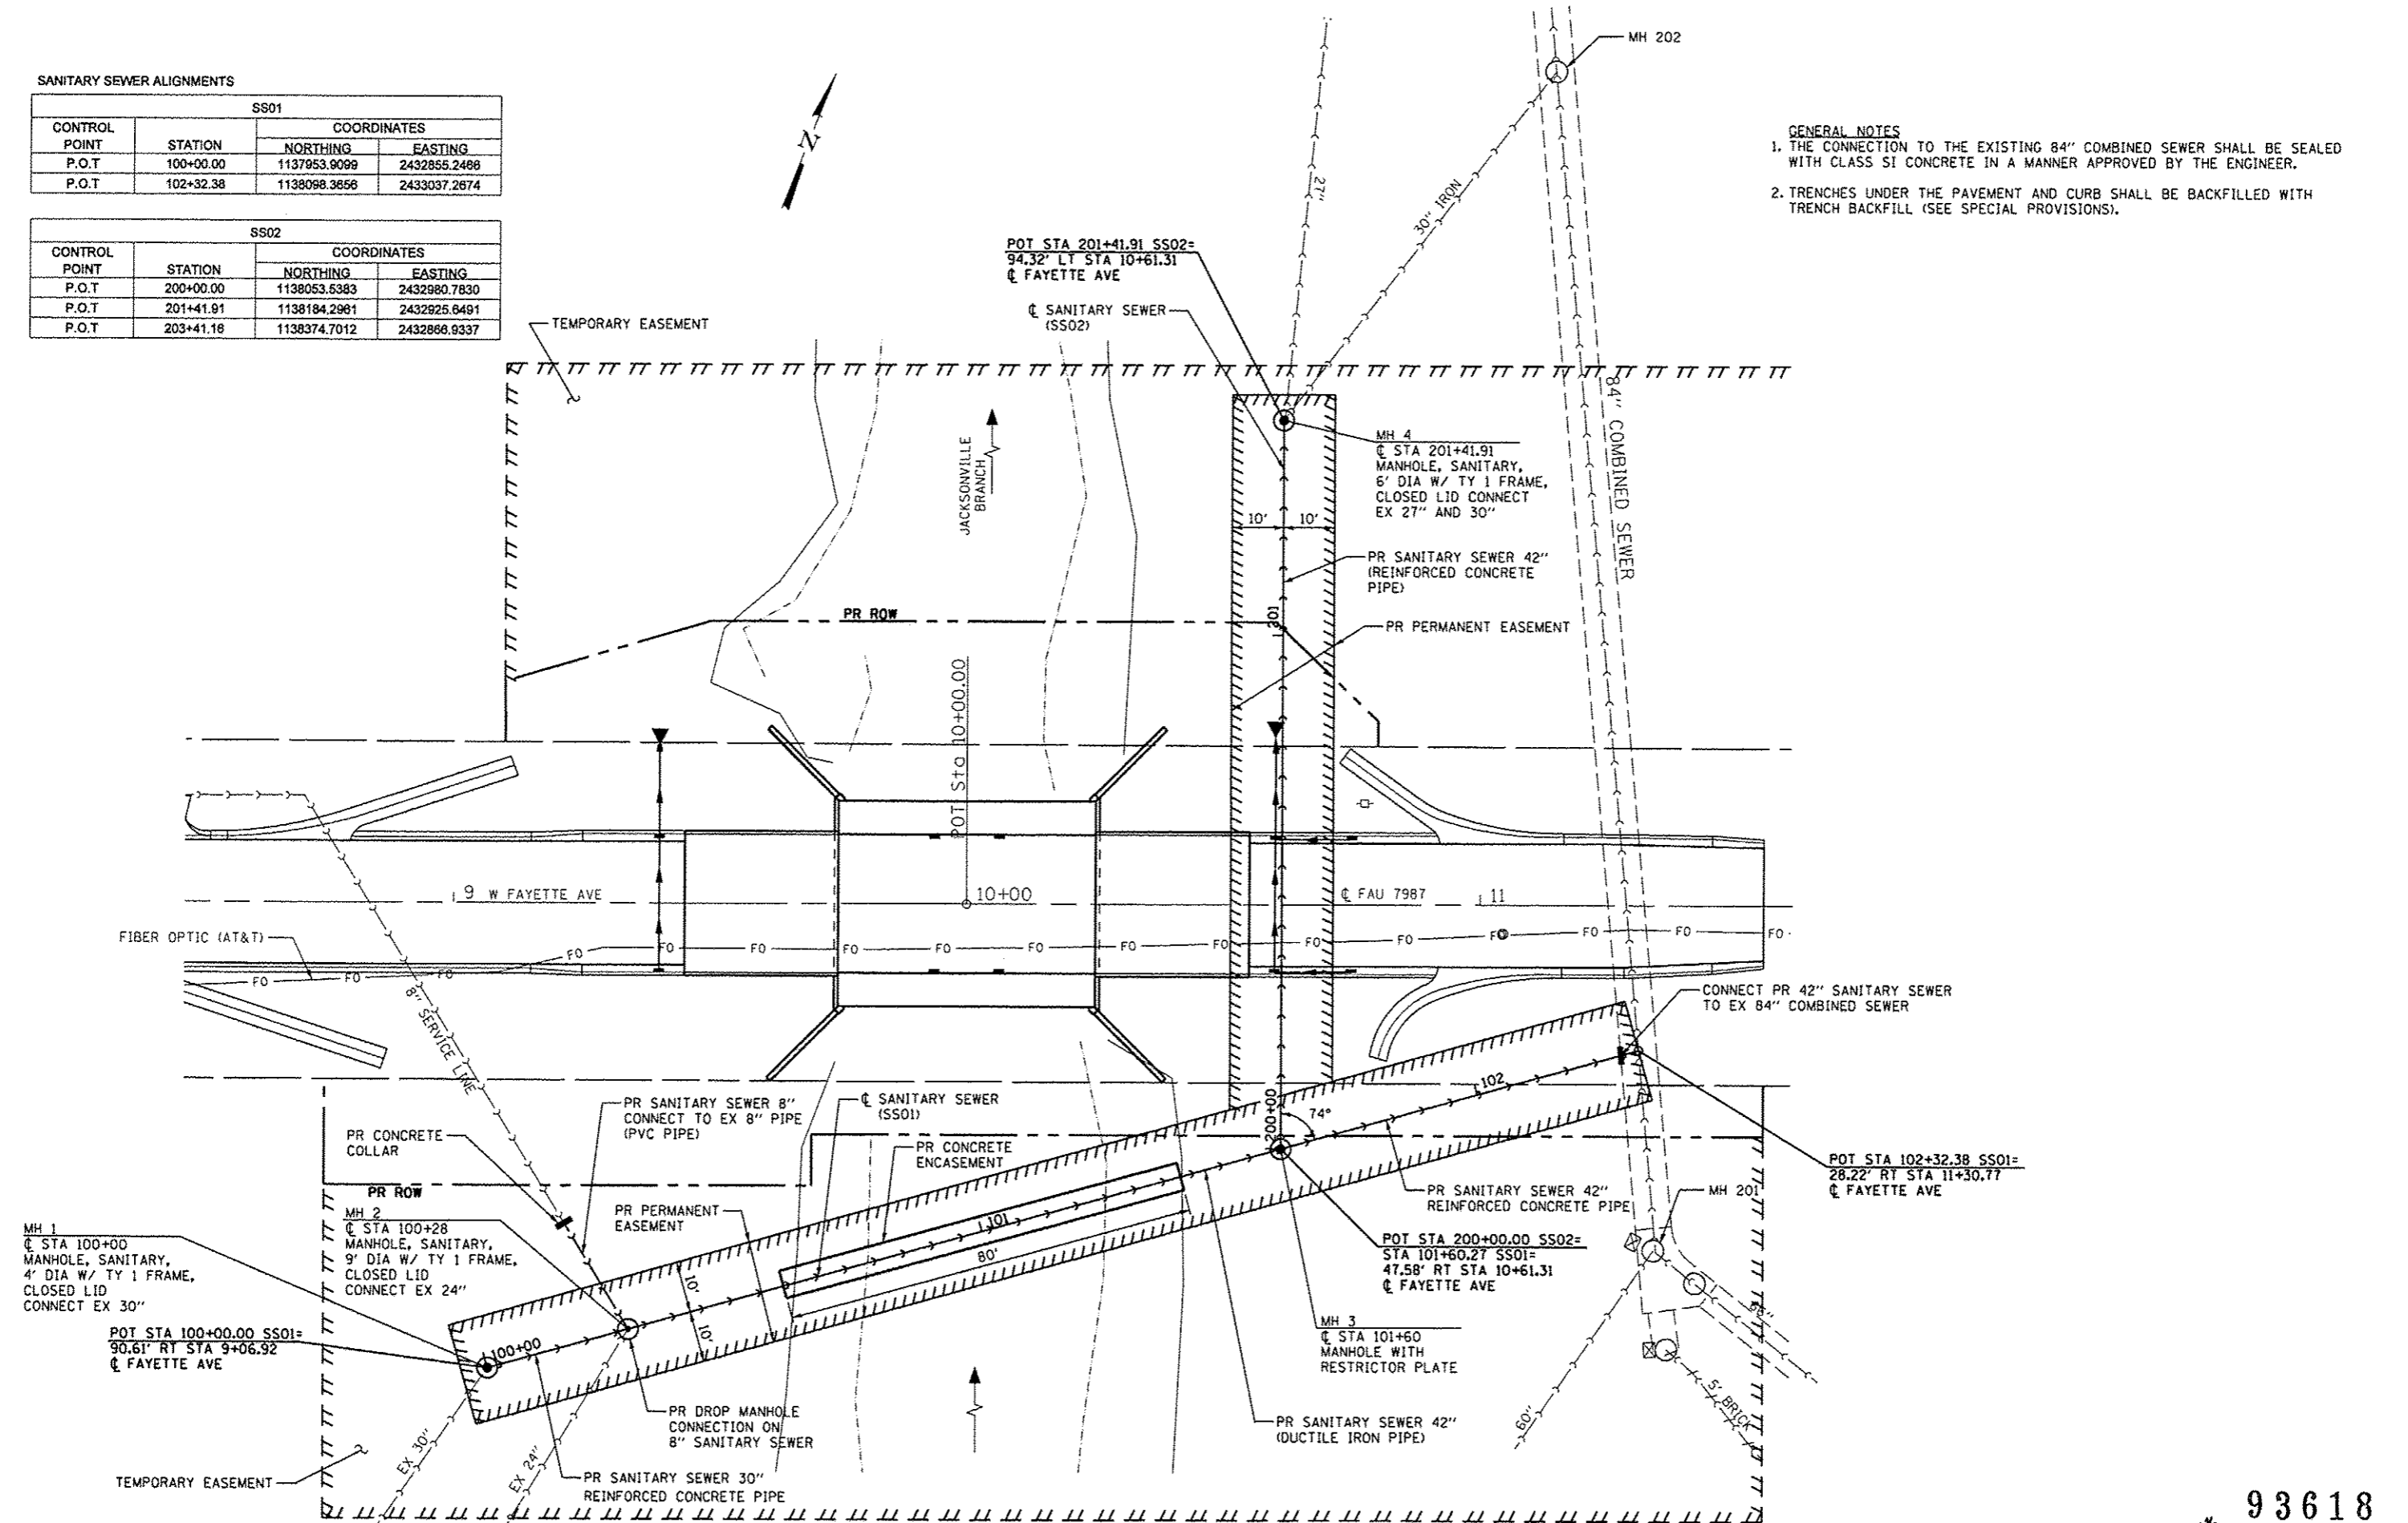 SANITARY SEWER ALIGNMENTS
SS01
CONTROL POINT STATION COORDINATES
NORTHING EASTING
P.O.T 100+00.00 1137953.9099 2432855.2486
P.O.T 102+32.38 1138098.3656 2433037.2674
SS02
CONTROL POINT STATION COORDINATES
NORTHING EASTING
P.O.T 200+00.00 1138053.5383 2432980.7830
P.O.T 201+41.91 1138184.2961 2432925.6491
P.O.T 203+41.16 1138374.7012 2432866.9337
N
MH 202
GENERAL NOTES
1. THE CONNECTION TO THE EXISTING 84" COMBINED SEWER SHALL BE SEALED
WITH CLASS SI CONCRETE IN A MANNER APPROVED BY THE ENGINEER.
2. TRENCHES UNDER THE PAVEMENT AND CURB SHALL BE BACKFILLED WITH
TRENCH BACKFILL (SEE SPECIAL PROVISIONS).
27"
30" IRON
POT STA 201+41.91 SS02=
94.32' LT STA 10+61.31
℄ FAYETTE AVE
℄ SANITARY SEWER
(SS02)
TEMPORARY EASEMENT
84" COMBINED SEWER
JACKSONVILLE
BRANCH
MH 4
℄ STA 201+41.91
MANHOLE, SANITARY,
6' DIA W/ TY 1 FRAME,
CLOSED LID CONNECT
EX 27" AND 30"
10' 10'
PR SANITARY SEWER 42"
(REINFORCED CONCRETE
PIPE)
201
PR ROW
PR PERMANENT EASEMENT
POT Sta 10+00.00
9 W FAYETTE AVE
10+00
℄ FAU 7987
11
FIBER OPTIC (AT&T)
FO FO FO FO FO FO FO FO FO FO FO FO FO
FO FO FO
8" SERVICE LINE
CONNECT PR 42" SANITARY SEWER
TO EX 84" COMBINED SEWER
PR SANITARY SEWER 8"
CONNECT TO EX 8" PIPE
(PVC PIPE)
℄ SANITARY SEWER
(SS01)
200+00
74°
102
PR CONCRETE
COLLAR
PR CONCRETE
ENCASEMENT
POT STA 102+32.38 SS01=
28.22' RT STA 11+30.77
℄ FAYETTE AVE
PR ROW
PR PERMANENT
EASEMENT
PR SANITARY SEWER 42"
REINFORCED CONCRETE PIPE
MH 201
MH 1
℄ STA 100+00
MANHOLE, SANITARY,
4' DIA W/ TY 1 FRAME,
CLOSED LID
CONNECT EX 30"
MH 2
℄ STA 100+28
MANHOLE, SANITARY,
9' DIA W/ TY 1 FRAME,
CLOSED LID
CONNECT EX 24"
101
80'
POT STA 200+00.00 SS02=
STA 101+60.27 SS01=
47.58' RT STA 10+61.31
℄ FAYETTE AVE
10'
10'
POT STA 100+00.00 SS01=
90.61' RT STA 9+06.92
℄ FAYETTE AVE
100+00
MH 3
℄ STA 101+60
MANHOLE WITH
RESTRICTOR PLATE
PR DROP MANHOLE
CONNECTION ON
8" SANITARY SEWER
PR SANITARY SEWER 42"
(DUCTILE IRON PIPE)
60"
5' BRICK
EX 30"
EX 24"
TEMPORARY EASEMENT
PR SANITARY SEWER 30"
REINFORCED CONCRETE PIPE
93618